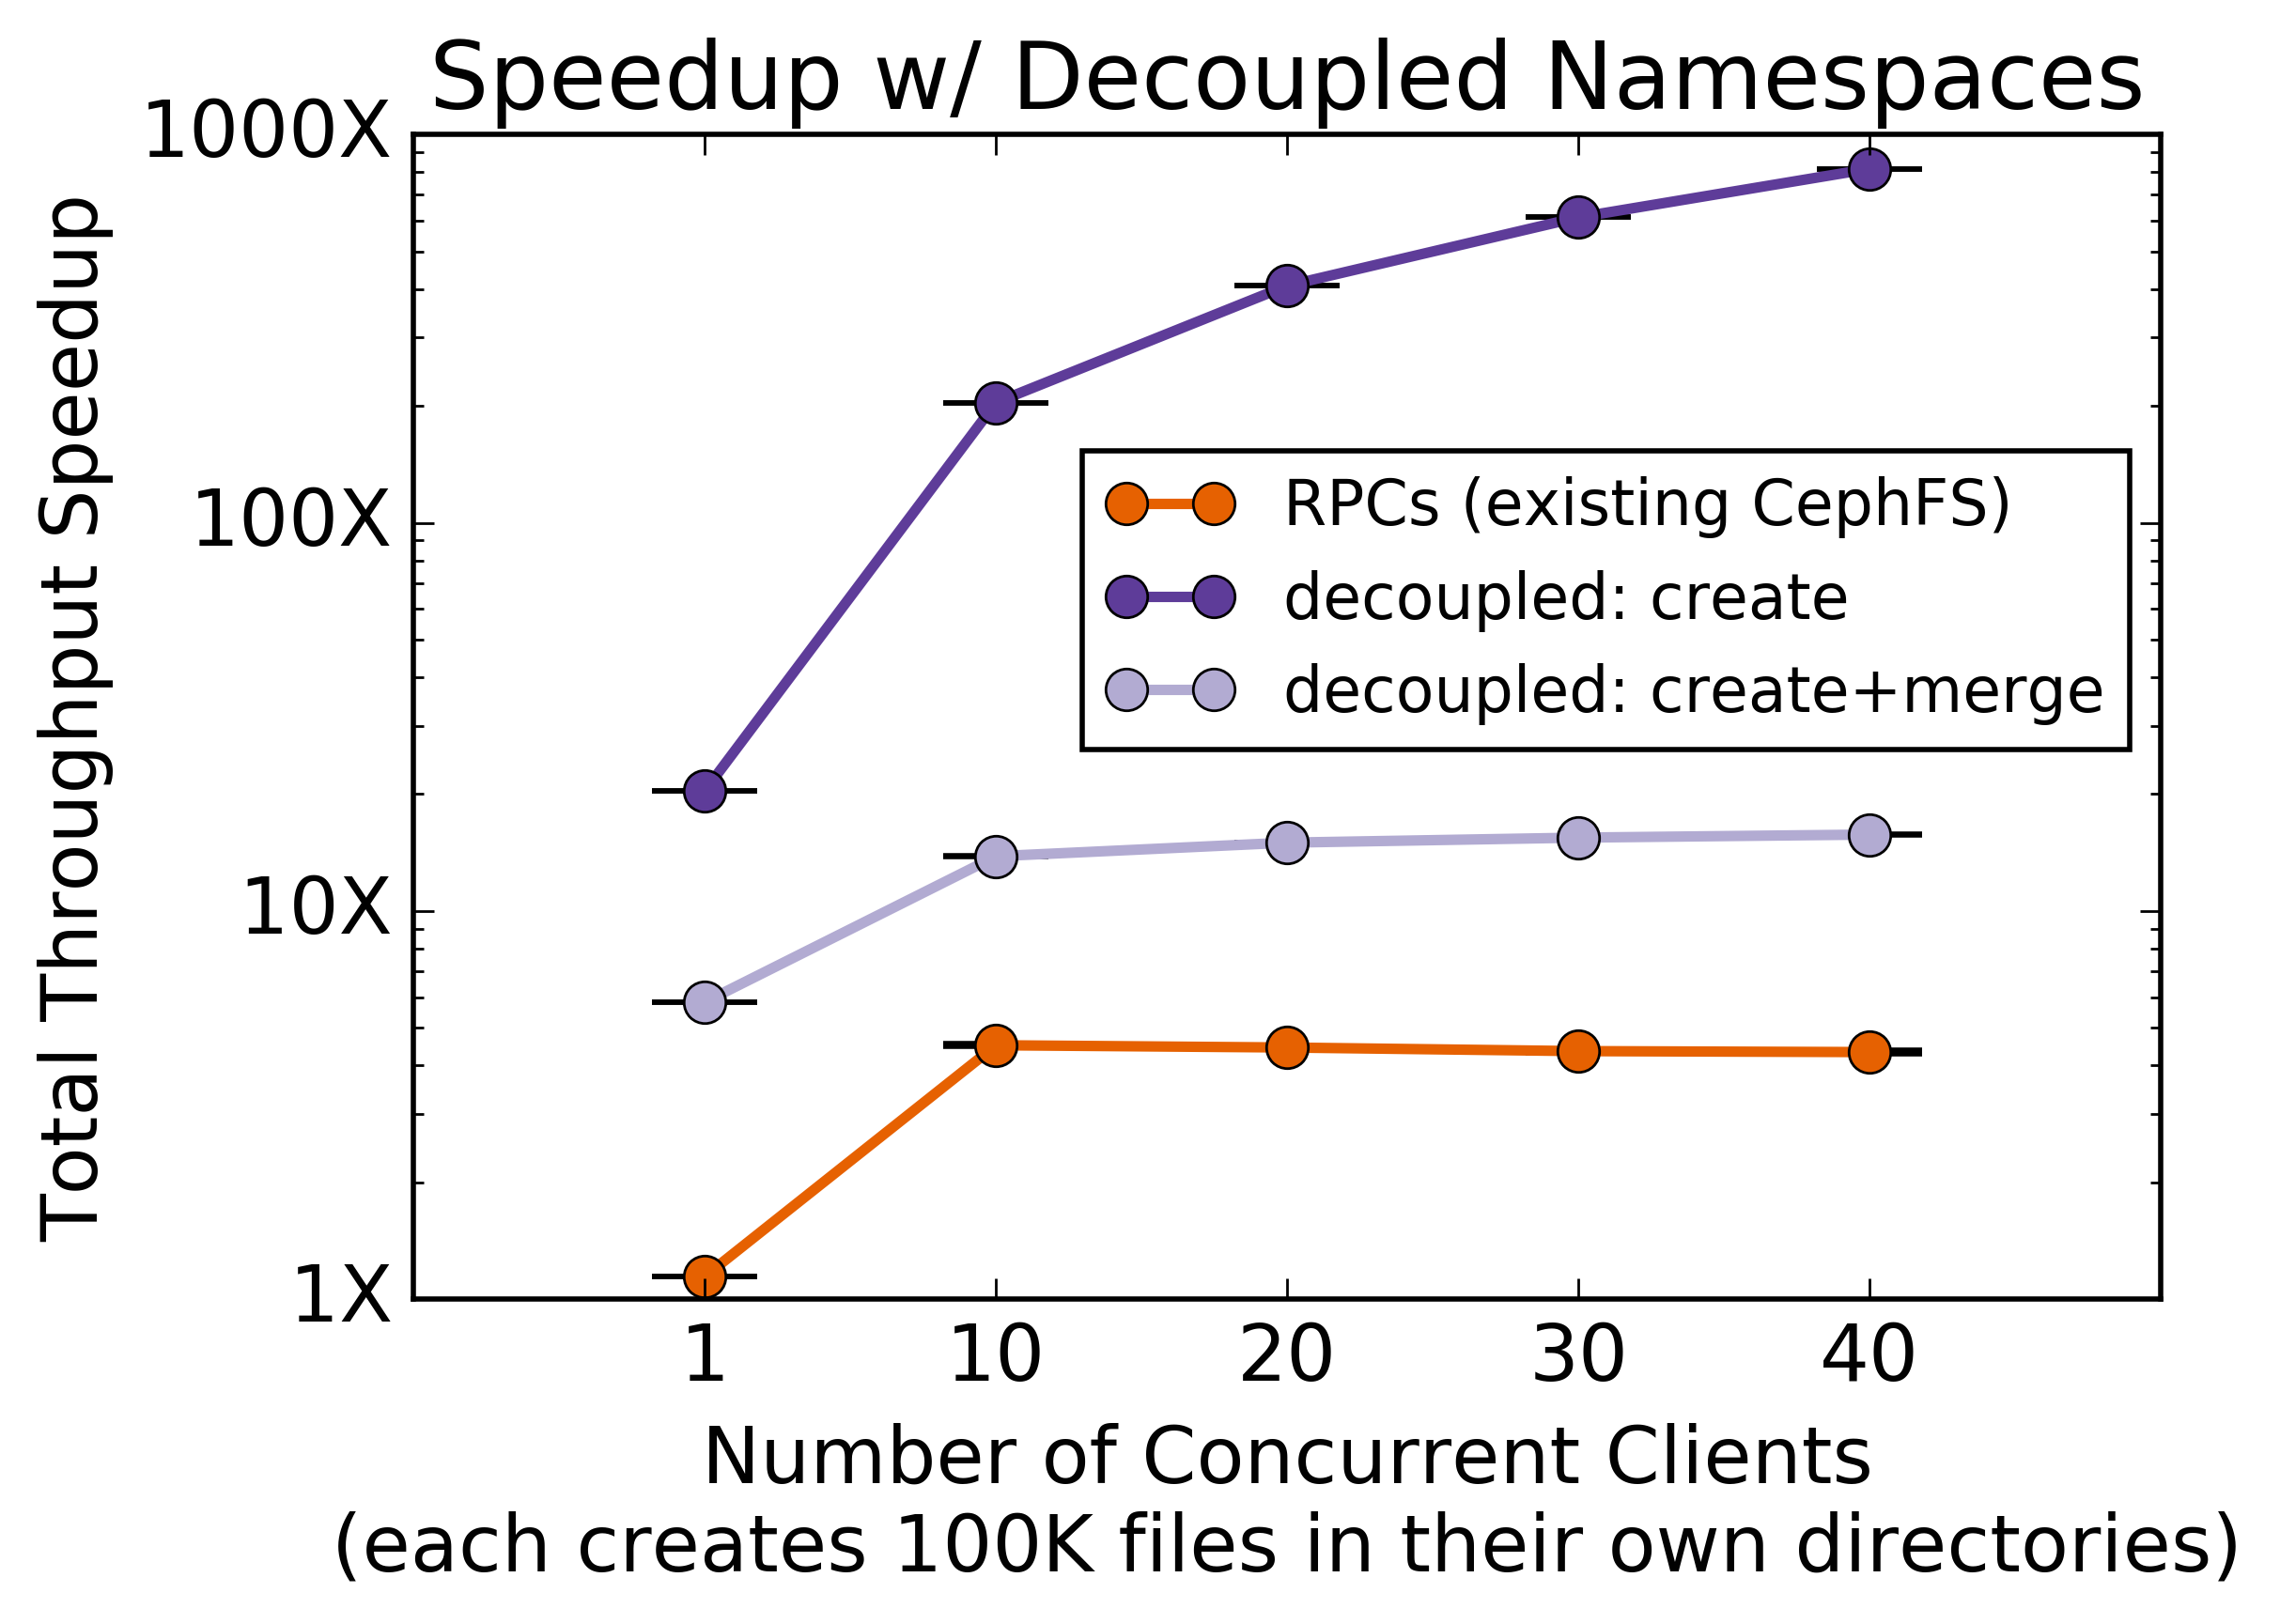 Speedup w/ Decoupled Namespaces
Total Throughput Speedup
1000X
100X
10X
1X
RPCs (existing CephFS)
decoupled: create
decoupled: create+merge
1 10 20 30 40
Number of Concurrent Clients
(each creates 100K files in their own directories)